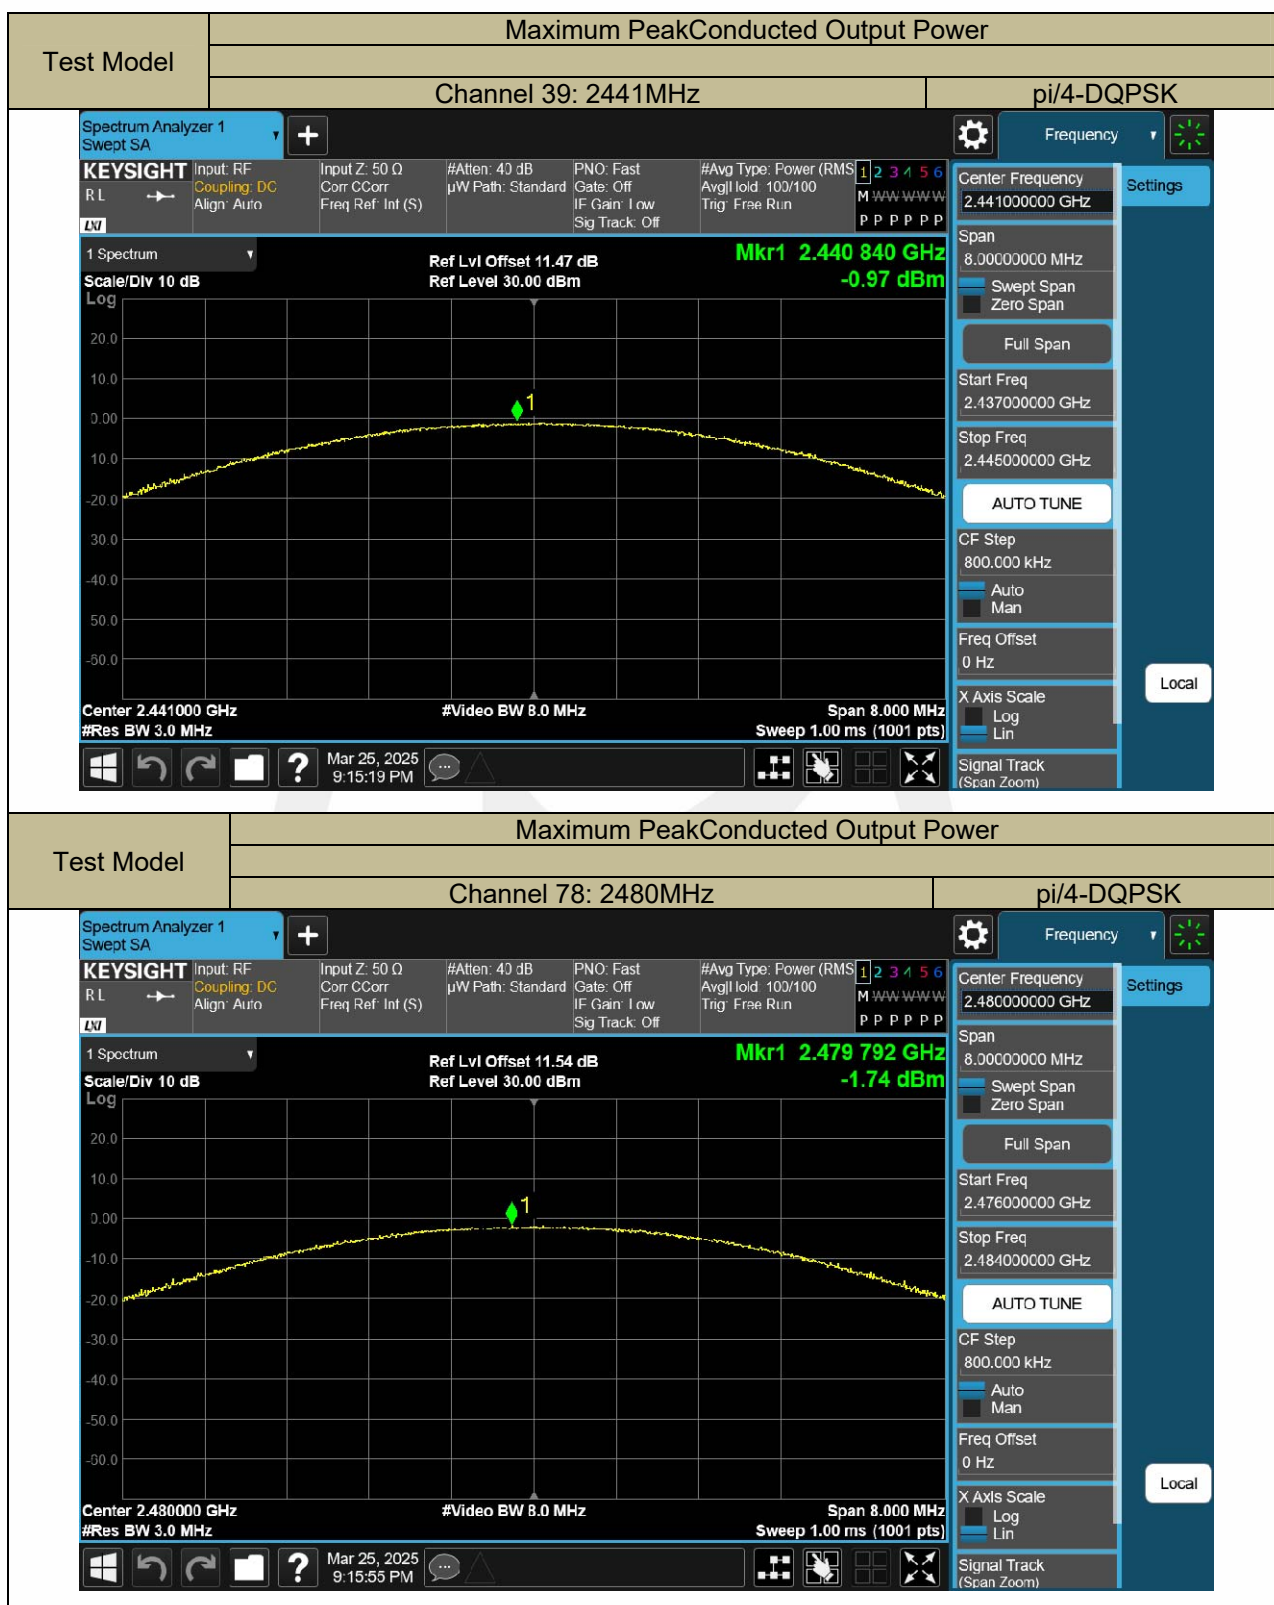 Test Model
Maximum PeakConducted Output Power
Channel 39: 2441MHz
pi/4-DQPSK
Spectrum Analyzer 1
Swept SA
Frequency
KEYSIGHT
R L
LXI
Input: RF
Coupling: DC
Align: Auto
Input Z: 50 Ω
Corr CCorr
Freq Ref: Int (S)
#Atten: 40 dB
µW Path: Standard
PNO: Fast
Gate: Off
IF Gain: Low
Sig Track: Off
#Avg Type: Power (RMS
Avg|Hold: 100/100
Trig: Free Run
1 2 3 4 5 6
M W W W W W
P P P P P P
Center Frequency
2.441000000 GHz
Settings
1 Spectrum
Scale/Div 10 dB
Log
Ref Lvl Offset 11.47 dB
Ref Level 30.00 dBm
Mkr1 2.440 840 GHz
-0.97 dBm
Span
8.00000000 MHz
Swept Span
Zero Span
Full Span
Start Freq
2.437000000 GHz
Stop Freq
2.445000000 GHz
AUTO TUNE
CF Step
800.000 kHz
Auto
Man
Freq Offset
0 Hz
X Axis Scale
Log
Lin
Signal Track
(Span Zoom)
Local
20.0
10.0
0.00
10.0
-20.0
30.0
-40.0
50.0
-60.0
1
Center 2.441000 GHz
#Res BW 3.0 MHz
#Video BW 8.0 MHz
Span 8.000 MHz
Sweep 1.00 ms (1001 pts)
Mar 25, 2025
9:15:19 PM
Test Model
Maximum PeakConducted Output Power
Channel 78: 2480MHz
pi/4-DQPSK
Spectrum Analyzer 1
Swept SA
Frequency
KEYSIGHT
R L
LXI
Input: RF
Coupling: DC
Align: Auto
Input Z: 50 Ω
Corr CCorr
Freq Ref: Int (S)
#Atten: 40 dB
µW Path: Standard
PNO: Fast
Gate: Off
IF Gain: Low
Sig Track: Off
#Avg Type: Power (RMS
Avg|Hold: 100/100
Trig: Free Run
1 2 3 4 5 6
M W W W W W
P P P P P P
Center Frequency
2.480000000 GHz
Settings
1 Spectrum
Scale/Div 10 dB
Log
Ref Lvl Offset 11.54 dB
Ref Level 30.00 dBm
Mkr1 2.479 792 GHz
-1.74 dBm
Span
8.00000000 MHz
Swept Span
Zero Span
Full Span
Start Freq
2.476000000 GHz
Stop Freq
2.484000000 GHz
AUTO TUNE
CF Step
800.000 kHz
Auto
Man
Freq Offset
0 Hz
X Axis Scale
Log
Lin
Signal Track
(Span Zoom)
Local
20.0
10.0
0.00
-10.0
-20.0
-30.0
-40.0
-50.0
-60.0
1
Center 2.480000 GHz
#Res BW 3.0 MHz
#Video BW 8.0 MHz
Span 8.000 MHz
Sweep 1.00 ms (1001 pts)
Mar 25, 2025
9:15:55 PM